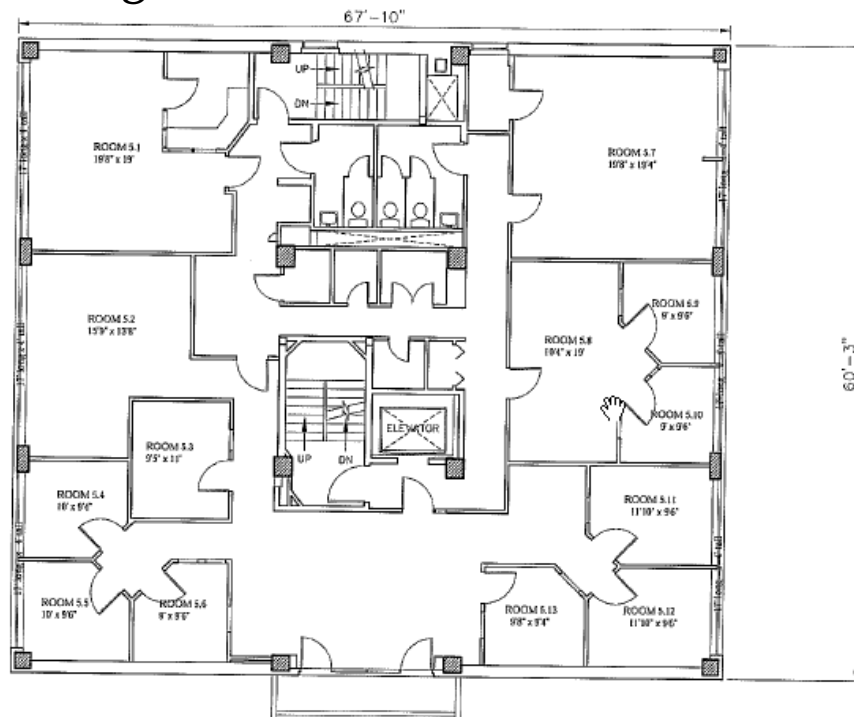 67'-10"
UP
DN
ROOM 5.1
19'8" x 19'
ROOM 5.7
19'8" x 19'4"
ROOM 5.2
15'9" x 13'8"
ROOM 5.8
10'4" x 19'
ROOM 5.9
9' x 9'6"
60'-3"
ROOM 5.10
9' x 9'6"
ROOM 5.3
9'5" x 11'
ELEVATOR
UP
DN
ROOM 5.4
10' x 9'6"
ROOM 5.11
11'10" x 9'6"
ROOM 5.5
10' x 9'6"
ROOM 5.6
9' x 9'6"
ROOM 5.13
9'8" x 9'4"
ROOM 5.12
11'10" x 9'6"